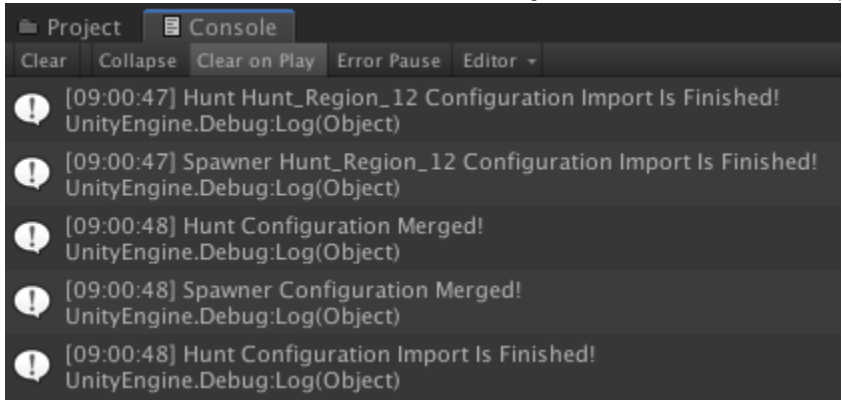 Project Console
Clear Collapse Clear on Play Error Pause Editor
[09:00:47] Hunt Hunt_Region_12 Configuration Import Is Finished!
UnityEngine.Debug:Log(Object)
[09:00:47] Spawner Hunt_Region_12 Configuration Import Is Finished!
UnityEngine.Debug:Log(Object)
[09:00:48] Hunt Configuration Merged!
UnityEngine.Debug:Log(Object)
[09:00:48] Spawner Configuration Merged!
UnityEngine.Debug:Log(Object)
[09:00:48] Hunt Configuration Import Is Finished!
UnityEngine.Debug:Log(Object)